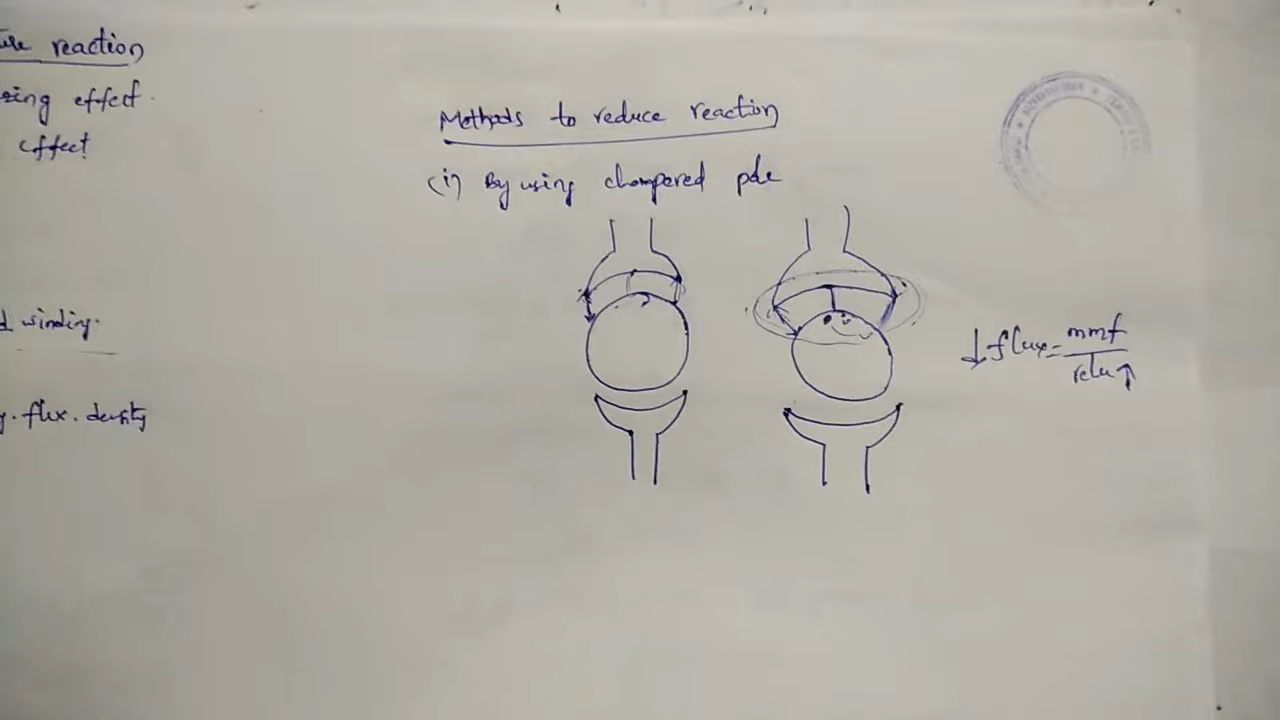 reaction
effect
effect
winding.
flux. density
Methods to reduce reaction
(i) By using champered pole
↓ flux = mmf
relu ↑